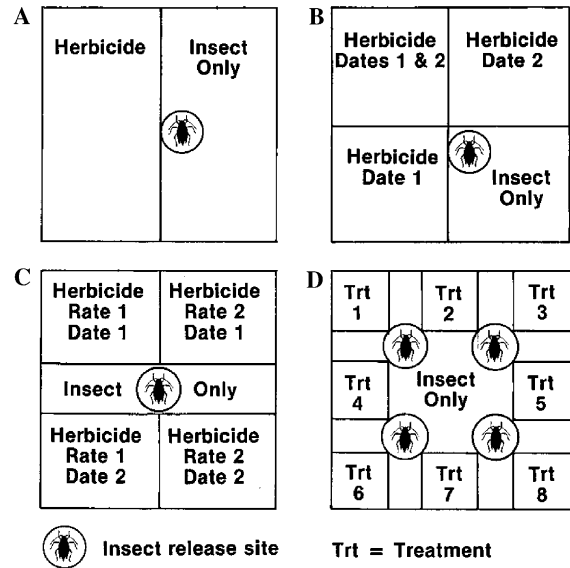 A
Herbicide
Insect
Only
B
Herbicide
Dates 1 & 2
Herbicide
Date 2
Herbicide
Date 1
Insect
Only
C
Herbicide
Rate 1
Date 1
Herbicide
Rate 2
Date 1
Insect Only
Herbicide
Rate 1
Date 2
Herbicide
Rate 2
Date 2
D
Trt
1
Trt
2
Trt
3
Trt
4
Insect
Only
Trt
5
Trt
6
Trt
7
Trt
8
Insect release site
Trt = Treatment